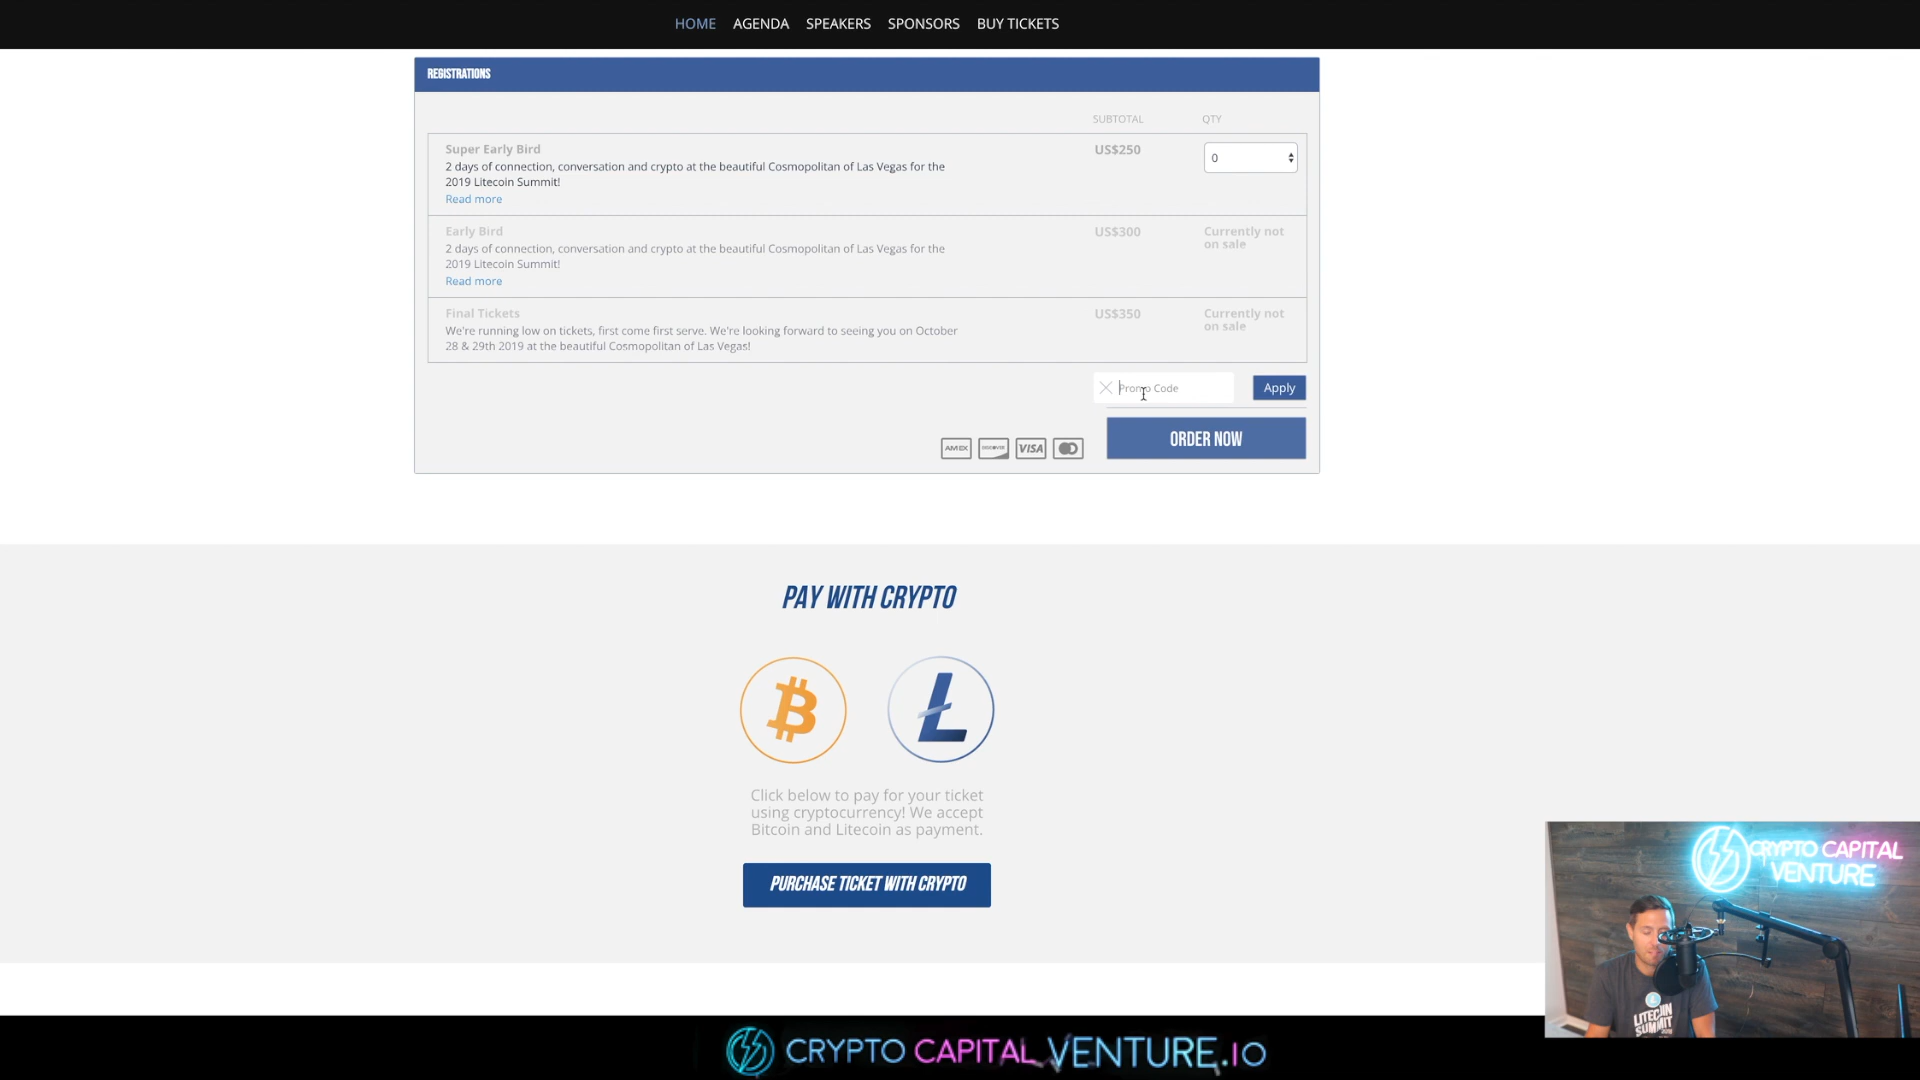 HOME AGENDA SPEAKERS SPONSORS BUY TICKETS
REGISTRATIONS
SUBTOTAL QTY
Super Early Bird US$250 0
2 days of connection, conversation and crypto at the beautiful Cosmopolitan of Las Vegas for the
2019 Litecoin Summit!
Read more
Early Bird US$300 Currently not
on sale
2 days of connection, conversation and crypto at the beautiful Cosmopolitan of Las Vegas for the
2019 Litecoin Summit!
Read more
Final Tickets US$350 Currently not
on sale
We're running low on tickets, first come first serve. We're looking forward to seeing you on October
28 & 29th 2019 at the beautiful Cosmopolitan of Las Vegas!
Promo Code Apply
AMEX DISCOVER VISA ORDER NOW
PAY WITH CRYPTO
Click below to pay for your ticket
using cryptocurrency! We accept
Bitcoin and Litecoin as payment.
PURCHASE TICKET WITH CRYPTO
CRYPTO CAPITAL
VENTURE
LITECOIN
SUMMIT
CRYPTO CAPITAL VENTURE.IO